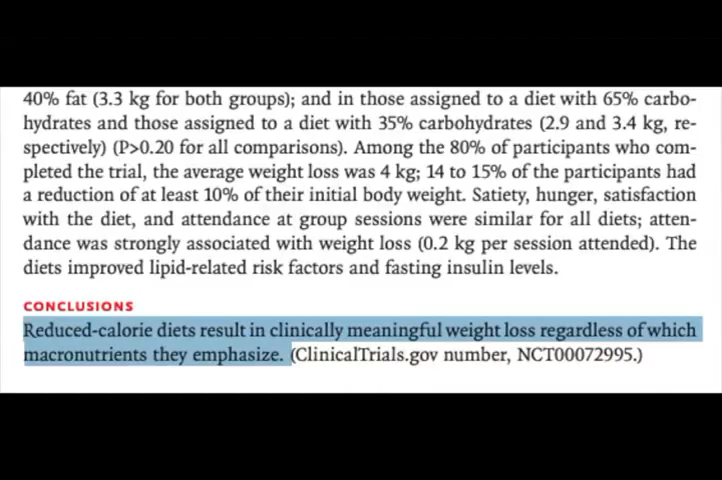 40% fat (3.3 kg for both groups); and in those assigned to a diet with 65% carbo-
hydrates and those assigned to a diet with 35% carbohydrates (2.9 and 3.4 kg, re-
spectively) (P>0.20 for all comparisons). Among the 80% of participants who com-
pleted the trial, the average weight loss was 4 kg; 14 to 15% of the participants had
a reduction of at least 10% of their initial body weight. Satiety, hunger, satisfaction
with the diet, and attendance at group sessions were similar for all diets; atten-
dance was strongly associated with weight loss (0.2 kg per session attended). The
diets improved lipid-related risk factors and fasting insulin levels.
CONCLUSIONS
Reduced-calorie diets result in clinically meaningful weight loss regardless of which
macronutrients they emphasize. (ClinicalTrials.gov number, NCT00072995.)